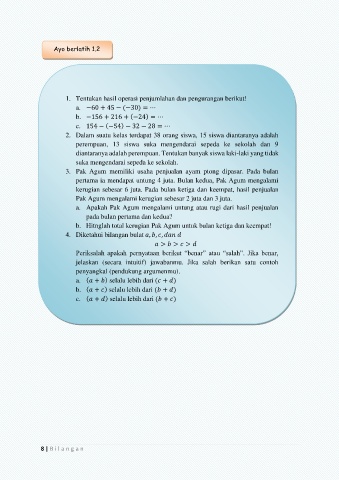 Ayo berlatih 1.2
1. Tentukan hasil operasi penjumlahan dan pengurangan berikut!
a. −60 + 45 − (−30) = ⋯
b. −156 + 216 + (−24) = ⋯
c. 154 − (−54) − 32 − 28 = ⋯
2. Dalam suatu kelas terdapat 38 orang siswa, 15 siswa diantaranya adalah
perempuan, 13 siswa suka mengendarai sepeda ke sekolah dan 9
diantaranya adalah perempuan. Tentukan banyak siswa laki-laki yang tidak
suka mengendarai sepeda ke sekolah.
3. Pak Agum memiliki usaha penjualan ayam ptong dipasar. Pada bulan
pertama ia mendapat untung 4 juta. Bulan kedua, Pak Agum mengalami
kerugian sebesar 6 juta. Pada bulan ketiga dan keempat, hasil penjualan
Pak Agum mengalami kerugian sebesar 2 juta dan 3 juta.
a. Apakah Pak Agum mengalami untung atau rugi dari hasil penjualan
pada bulan pertama dan kedua?
b. Hitnglah total kerugian Pak Agum untuk bulan ketiga dan keempat!
4. Diketahui bilangan bulat a, b, c, dan d
a > b > c > d
Periksalah apakah pernyataan berikut “benar” atau “salah”. Jika benar,
jelaskan (secara intuitif) jawabanmu. Jika salah berikan satu contoh
penyangkal (pendukung argumenmu).
a. (a + b) selalu lebih dari (c + d)
b. (a + c) selalu lebih dari (b + d)
c. (a + d) selalu lebih dari (b + c)
8 | Bilangan